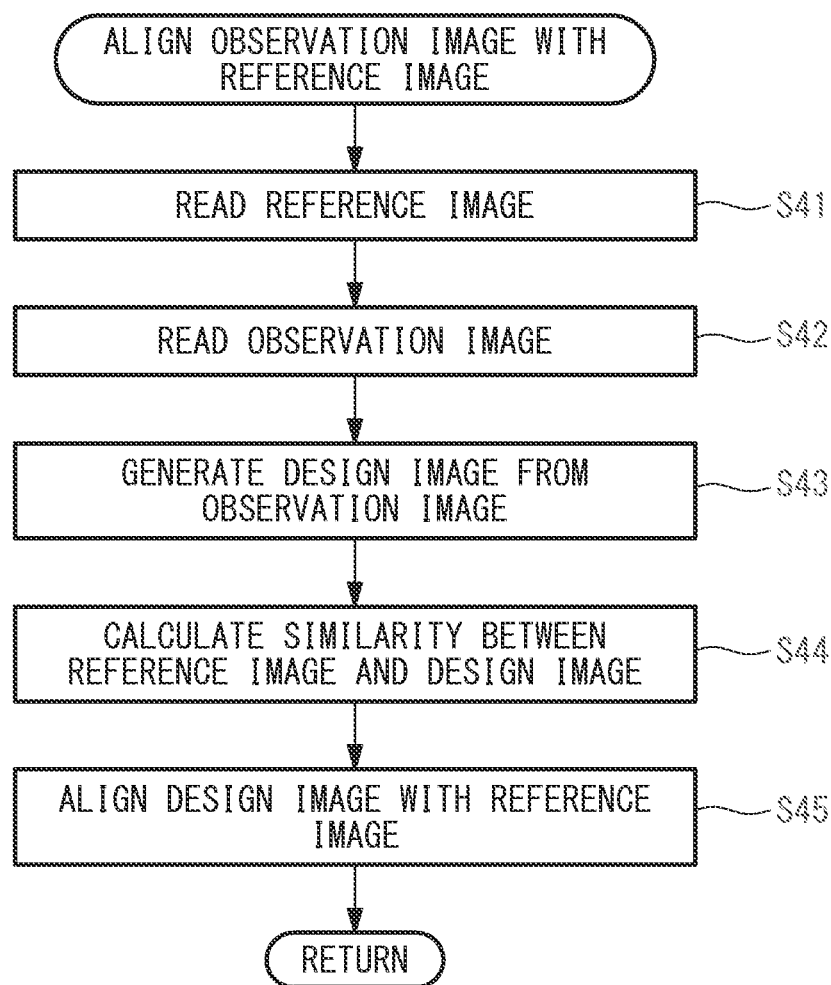 ALIGN OBSERVATION IMAGE WITH
REFERENCE IMAGE
READ REFERENCE IMAGE
S41
READ OBSERVATION IMAGE
S42
GENERATE DESIGN IMAGE FROM
OBSERVATION IMAGE
S43
CALCULATE SIMILARITY BETWEEN
REFERENCE IMAGE AND DESIGN IMAGE
S44
ALIGN DESIGN IMAGE WITH REFERENCE
IMAGE
S45
RETURN